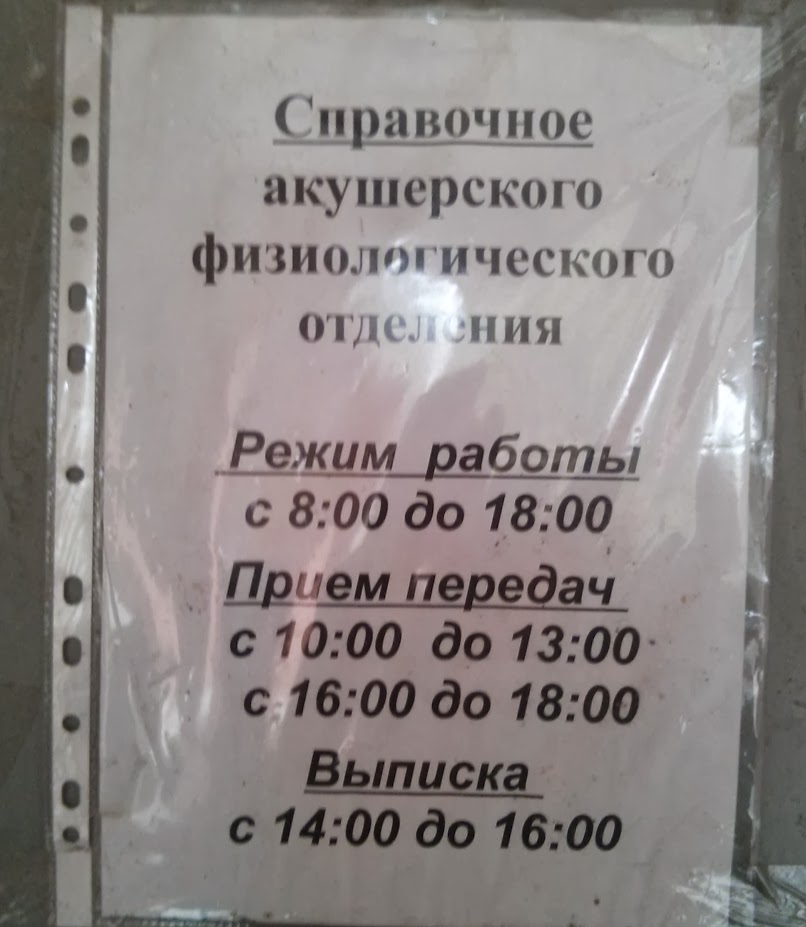 Справочное
акушерского
физиологического
отделения
Режим работы
с 8:00 до 18:00
Прием передач
с 10:00 до 13:00
с 16:00 до 18:00
Выписка
с 14:00 до 16:00